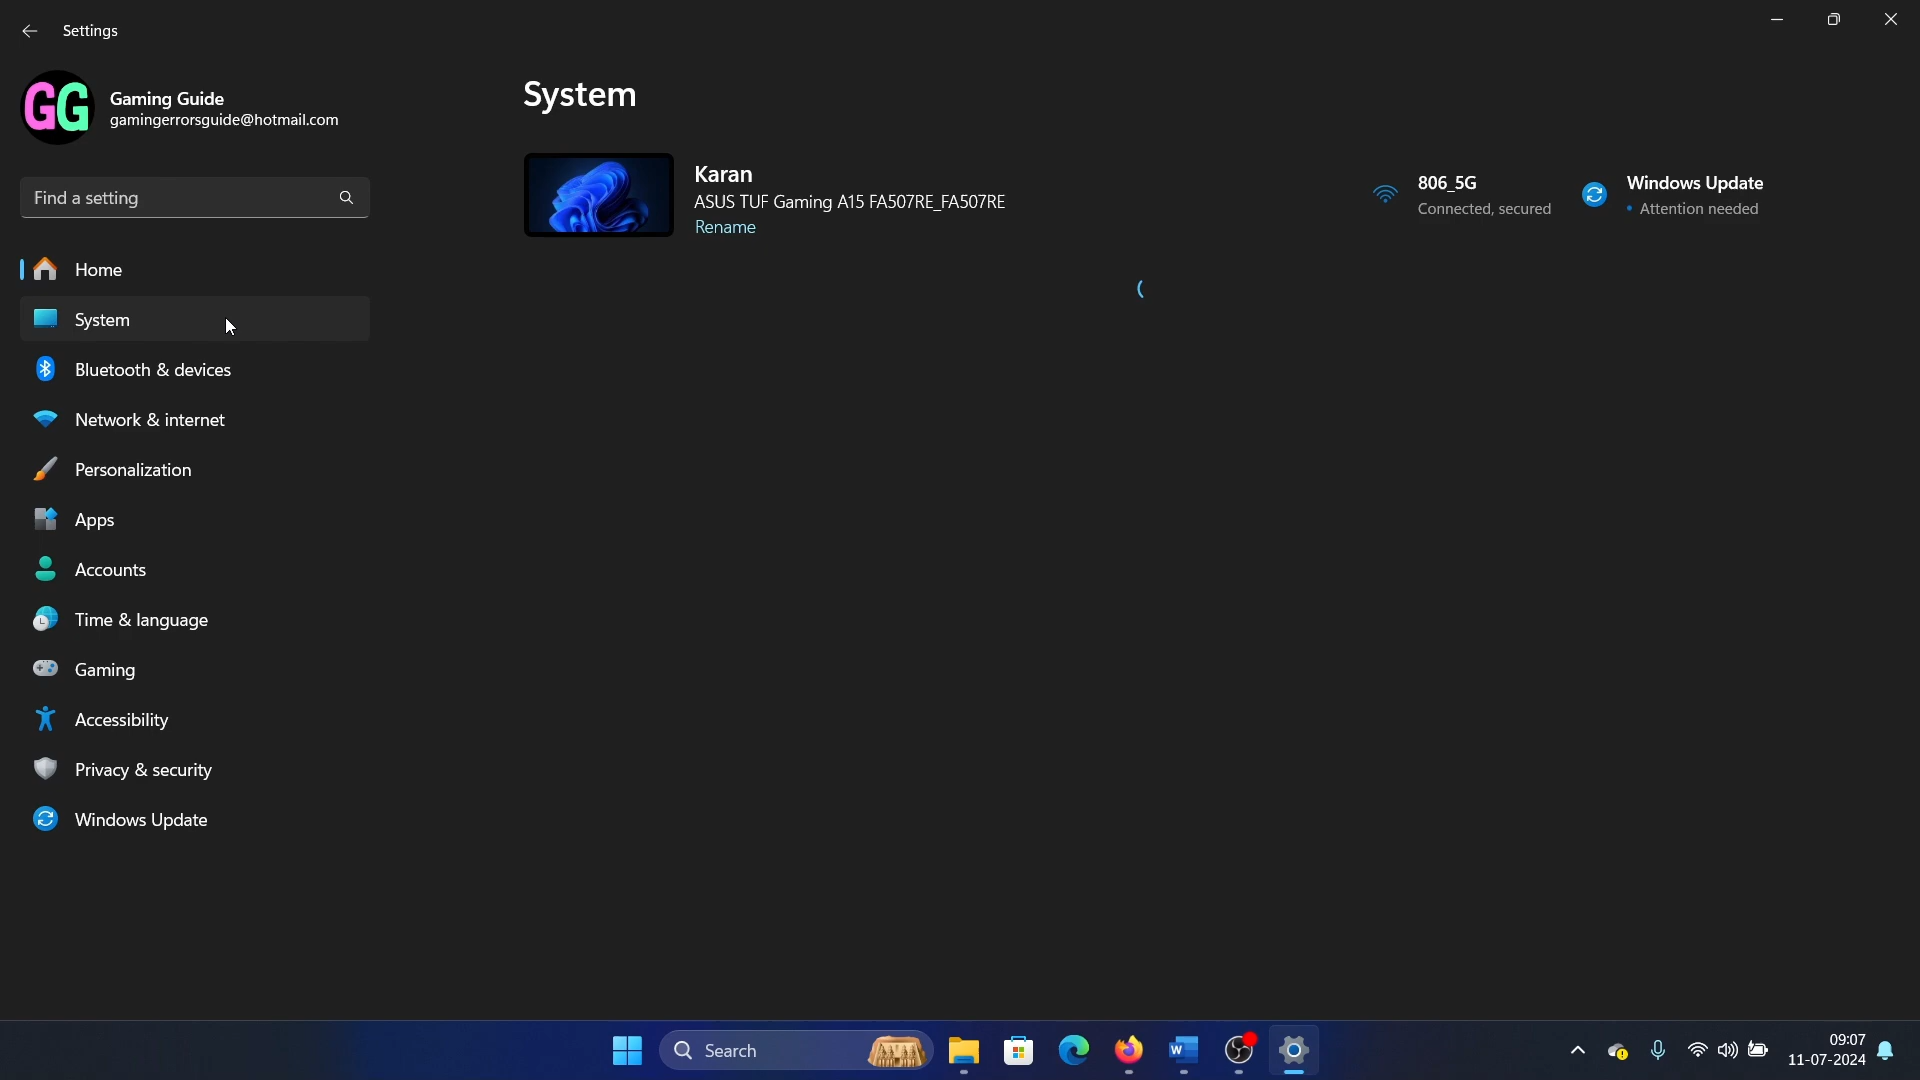 Settings
GG
Gaming Guide
gamingerrorsguide@hotmail.com
Find a setting
Home
System
Bluetooth & devices
Network & internet
Personalization
Apps
Accounts
Time & language
Gaming
Accessibility
Privacy & security
Windows Update
System
Karan
ASUS TUF Gaming A15 FA507RE_FA507RE
Rename
806_5G
Connected, secured
Windows Update
Attention needed
Search
W
09:07
11-07-2024